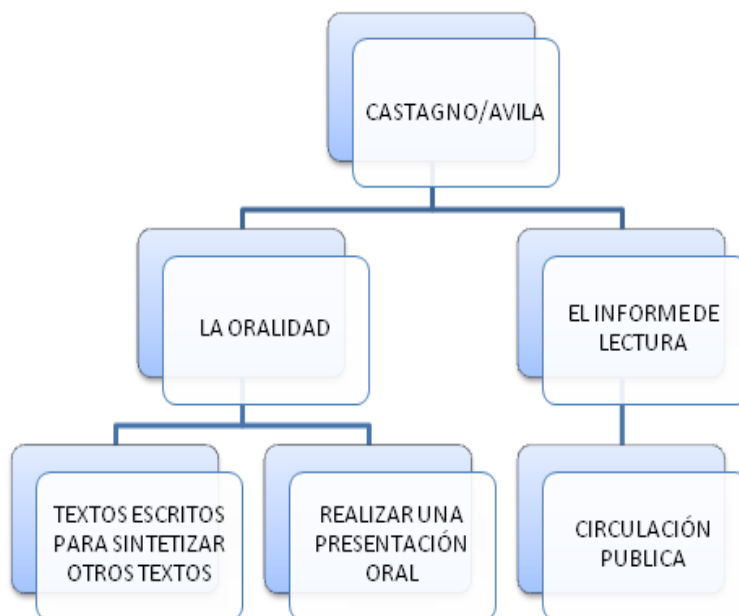 CASTAGNO/AVILA
LA ORALIDAD
EL INFORME DE
LECTURA
TEXTOS ESCRITOS
PARA SINTETIZAR
OTROS TEXTOS
REALIZAR UNA
PRESENTACIÓN
ORAL
CIRCULACIÓN
PUBLICA